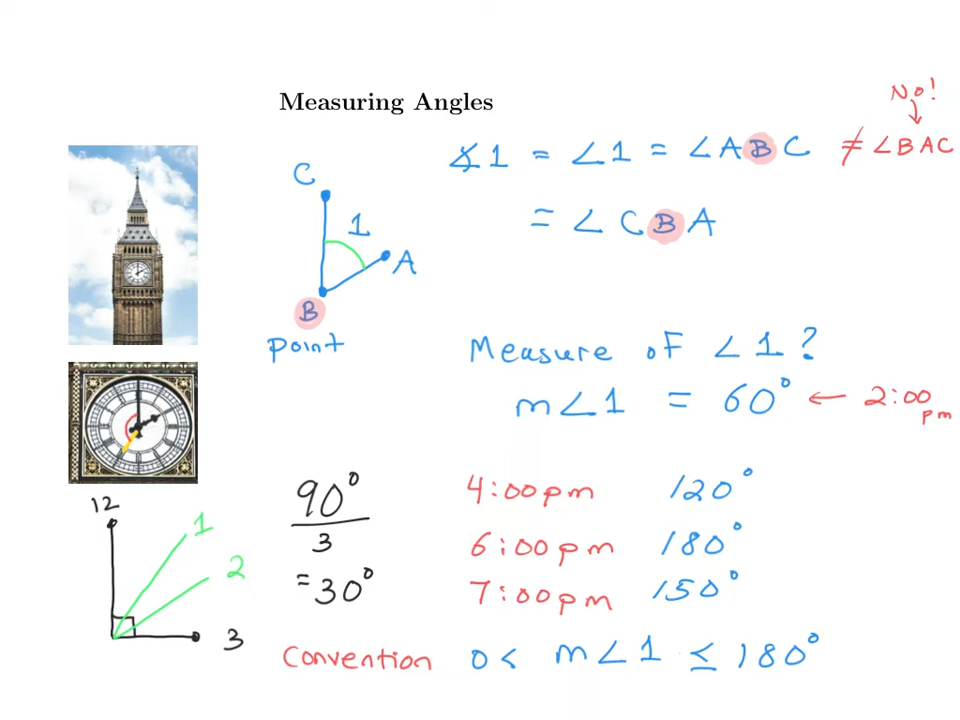 Measuring Angles
No!
∡1 = ∠1 = ∠ABC ≠ ∠BAC
= ∠CBA
C
1
A
B
Point
Measure of ∠1?
m∠1 = 60° ← 2:00 pm
12
1
2
3
90°
3
= 30°
4:00pm 120°
6:00pm 180°
7:00pm 150°
Convention 0 < m∠1 ≤ 180°